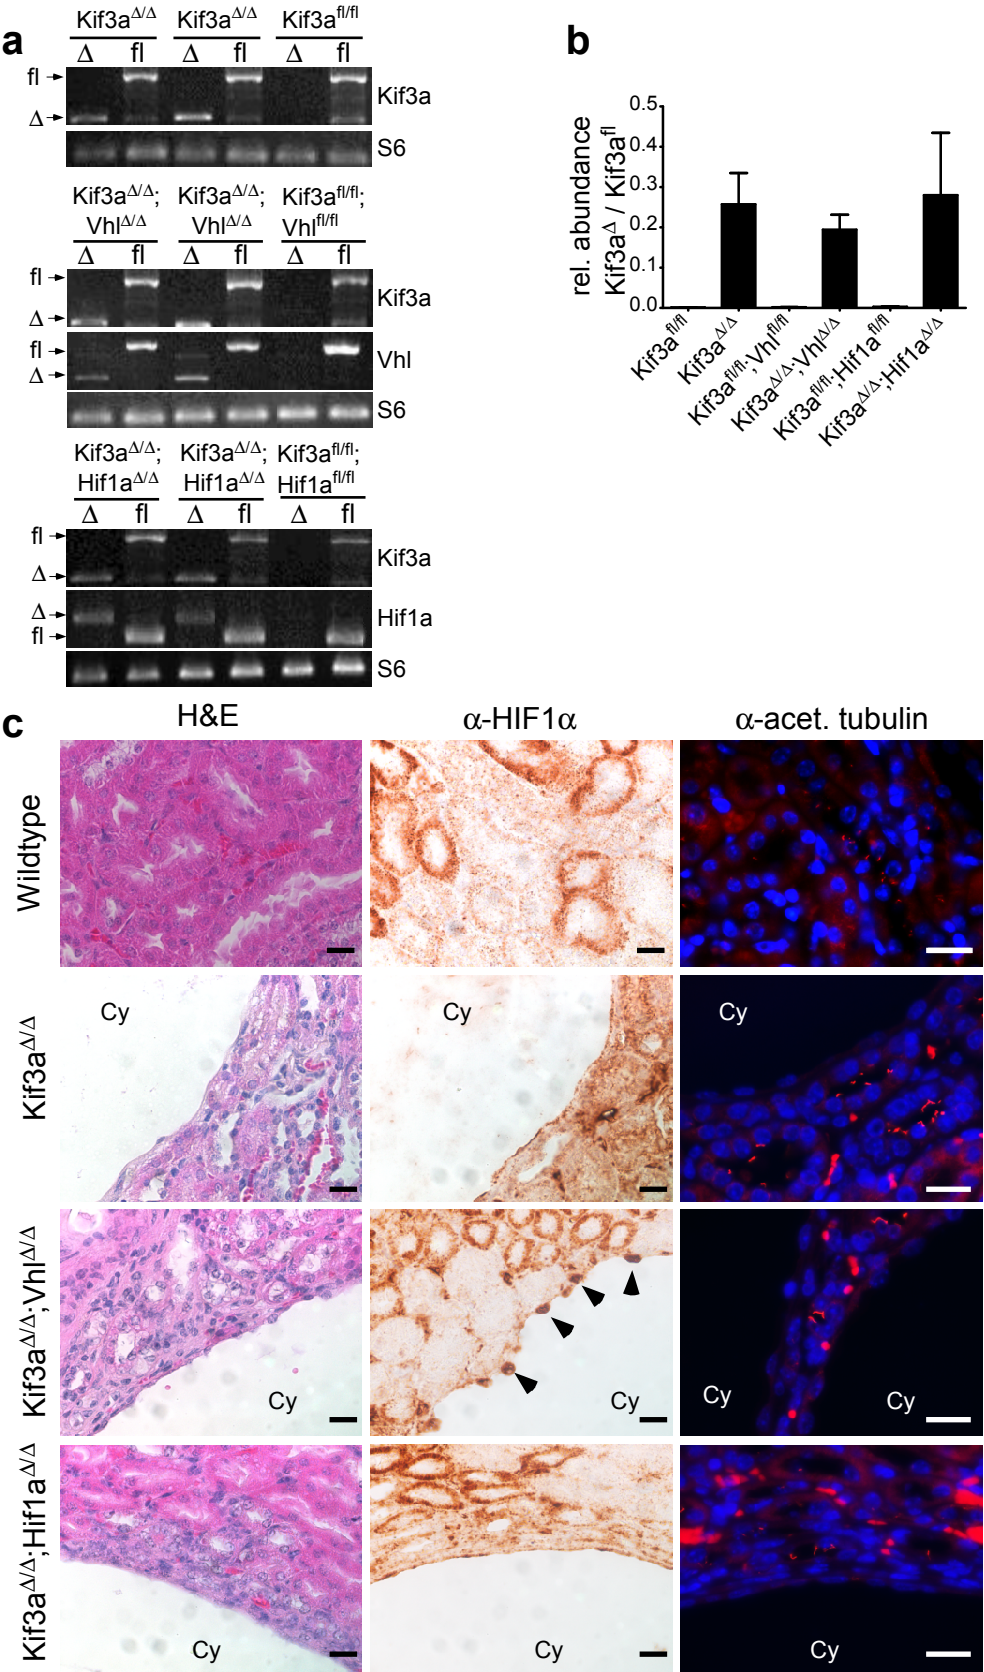 a
Kif3aΔ/Δ Kif3aΔ/Δ Kif3afl/fl
Δ fl Δ fl Δ fl
fl
Δ
Kif3a
S6
Kif3aΔ/Δ; Kif3aΔ/Δ; Kif3afl/fl;
VhlΔ/Δ VhlΔ/Δ Vhlfl/fl
Δ fl Δ fl Δ fl
fl
Δ
Kif3a
fl
Δ
Vhl
S6
Kif3aΔ/Δ; Kif3aΔ/Δ; Kif3afl/fl;
Hif1aΔ/Δ Hif1aΔ/Δ Hif1afl/fl
Δ fl Δ fl Δ fl
fl
Δ
Kif3a
Δ
fl
Hif1a
S6
b
rel. abundance
Kif3aΔ / Kif3afl
0.5
0.4
0.3
0.2
0.1
0.0
Kif3afl/fl
Kif3aΔ/Δ
Kif3afl/fl;Vhlfl/fl
Kif3aΔ/Δ;VhlΔ/Δ
Kif3afl/fl;Hif1afl/fl
Kif3aΔ/Δ;Hif1aΔ/Δ
c
H&E α-HIF1α α-acet. tubulin
Wildtype
Kif3aΔ/Δ
Cy Cy Cy
Kif3aΔ/Δ;VhlΔ/Δ
Cy Cy Cy Cy
Kif3aΔ/Δ;Hif1aΔ/Δ
Cy Cy Cy